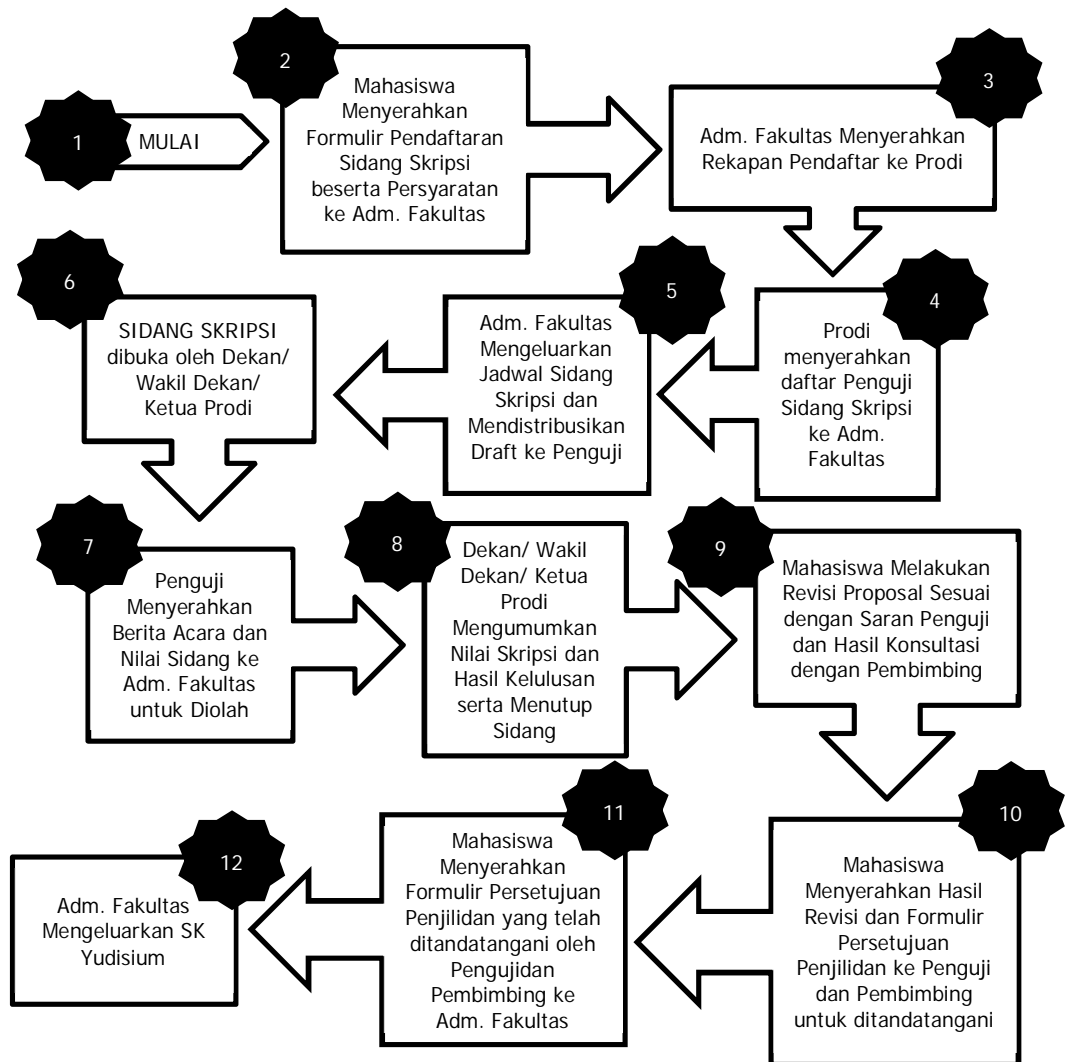 1
MULAI
2
Mahasiswa
Menyerahkan
Formulir Pendaftaran
Sidang Skripsi
beserta Persyaratan
ke Adm. Fakultas
3
Adm. Fakultas Menyerahkan
Rekapan Pendaftar ke Prodi
4
Prodi
menyerahkan
daftar Penguji
Sidang Skripsi
ke Adm.
Fakultas
5
Adm. Fakultas
Mengeluarkan
Jadwal Sidang
Skripsi dan
Mendistribusikan
Draft ke Penguji
6
SIDANG SKRIPSI
dibuka oleh Dekan/
Wakil Dekan/
Ketua Prodi
7
Penguji
Menyerahkan
Berita Acara dan
Nilai Sidang ke
Adm. Fakultas
untuk Diolah
8
Dekan/ Wakil
Dekan/ Ketua
Prodi
Mengumumkan
Nilai Skripsi dan
Hasil Kelulusan
serta Menutup
Sidang
9
Mahasiswa Melakukan
Revisi Proposal Sesuai
dengan Saran Penguji
dan Hasil Konsultasi
dengan Pembimbing
10
Mahasiswa
Menyerahkan Hasil
Revisi dan Formulir
Persetujuan
Penjilidan ke Penguji
dan Pembimbing
untuk ditandatangani
11
Mahasiswa
Menyerahkan
Formulir Persetujuan
Penjilidan yang telah
ditandatangani oleh
Pengujidan
Pembimbing ke
Adm. Fakultas
12
Adm. Fakultas
Mengeluarkan SK
Yudisium